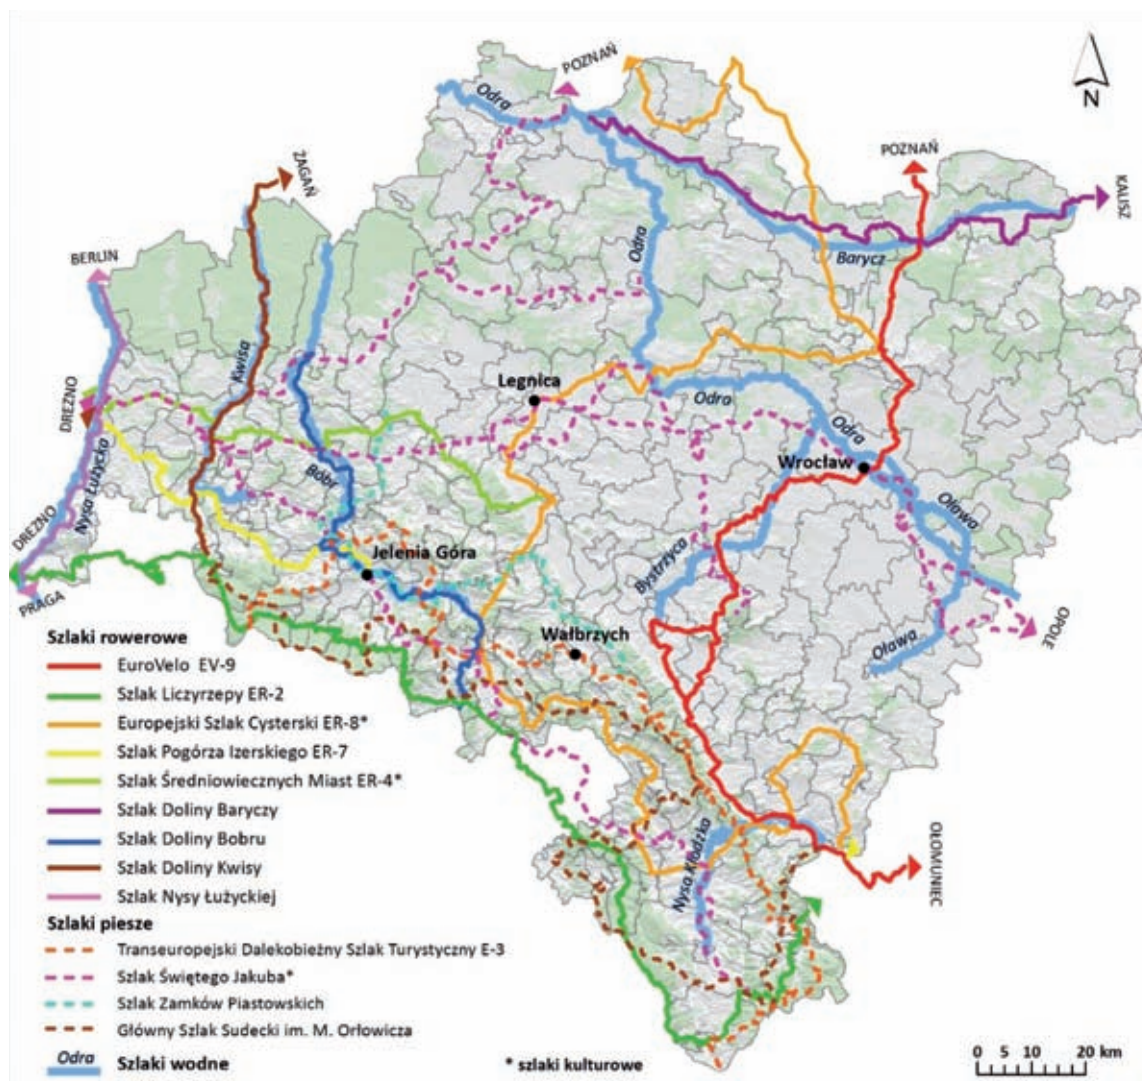 POZNAŃ
N
Odra
ŻAGAŃ
POZNAŃ
KALISZ
BERLIN
Odra
Barycz
Kwisa
DREZNO
Legnica
Odra
Odra
Wrocław
Nysa Łużycka
Bóbr
Oława
DREZNO
Jelenia Góra
Bystrzyca
PRAGA
Wałbrzych
OPOLE
Oława
Szlaki rowerowe
EuroVelo EV-9
Szlak Liczyrzepy ER-2
Europejski Szlak Cysterski ER-8*
Szlak Pogórza Izerskiego ER-7
Szlak Średniowiecznych Miast ER-4*
Szlak Doliny Baryczy
Szlak Doliny Bobru
Szlak Doliny Kwisy
Szlak Nysy Łużyckiej
Nysa Kłodzka
OŁOMUNIEC
Szlaki piesze
Transeuropejski Dalekobieżny Szlak Turystyczny E-3
Szlak Świętego Jakuba*
Szlak Zamków Piastowskich
Główny Szlak Sudecki im. M. Orłowicza
Odra Szlaki wodne
* szlaki kulturowe
0 5 10 20 km